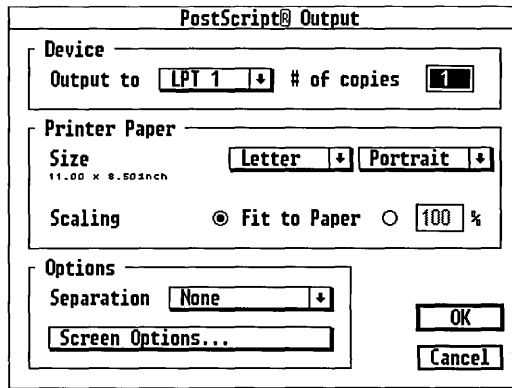 PostScript® Output
Device
Output to LPT 1 # of copies 1
Printer Paper
Size Letter Portrait
11.00 x 8.50inch
Scaling Fit to Paper 100 %
Options
Separation None
Screen Options...
OK
Cancel